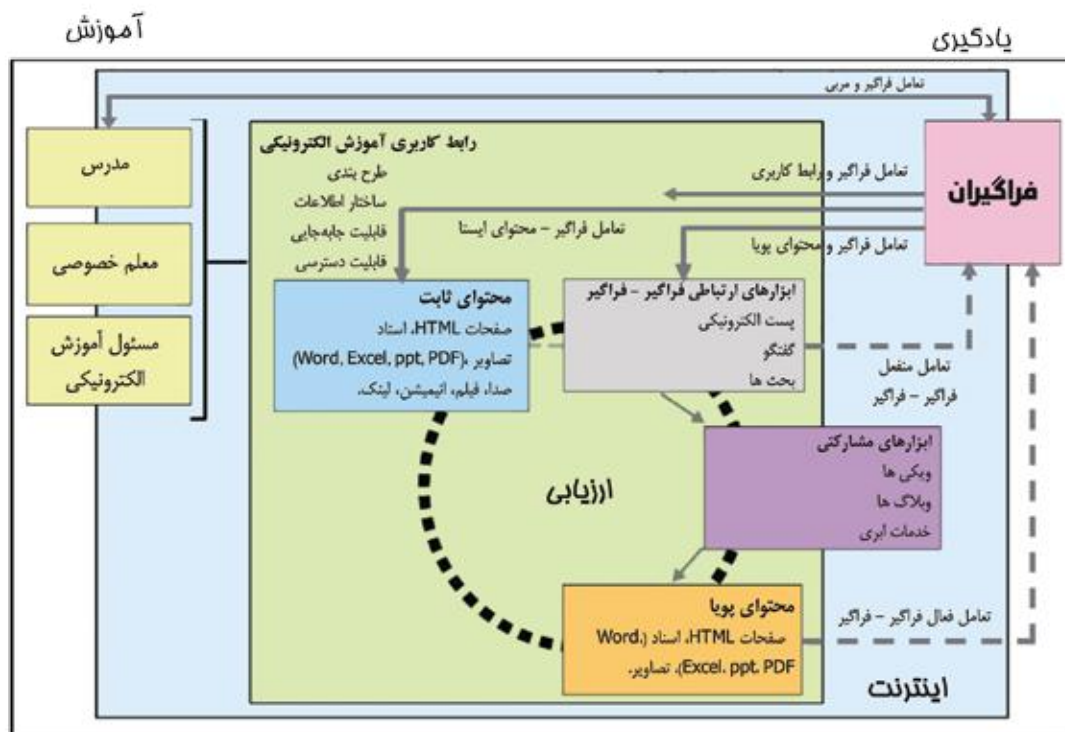 آموزش
یادگیری
تعامل فراگیر و مربی
مدرس
معلم خصوصی
مسئول آموزش
الکترونیکی
رابط کاربری آموزش الکترونیکی
طرح بندی
ساختار اطلاعات
قابلیت جابه‌جایی
قابلیت دسترسی
فراگیران
تعامل فراگیر و رابط کاربری
تعامل فراگیر – محتوای ایستا
تعامل فراگیر و محتوای پویا
محتوای ثابت
صفحات HTML، اسناد
تصاویر ،(Word, Excel, ppt, PDF)
صدا، فیلم، انیمیشن، لینک.
ابزارهای ارتباطی فراگیر – فراگیر
پست الکترونیکی
گفتگو
بحث ها
تعامل منفعل
فراگیر – فراگیر
ابزارهای مشارکتی
ویکی ها
وبلاگ ها
خدمات ابری
ارزیابی
محتوای پویا
صفحات HTML، اسناد (Word,
Excel, ppt, PDF)، تصاویر.
تعامل فعال فراگیر – فراگیر
اینترنت